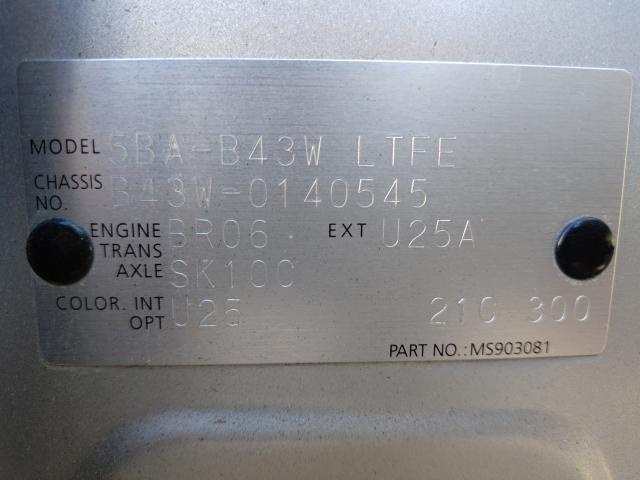 MODEL 5BA-B43W LTFE
CHASSIS NO. B43W-0140545
ENGINE BR06 EXT U25A
TRANS AXLE SK10C
COLOR. INT OPT U25 21C 300
PART NO.:MS903081